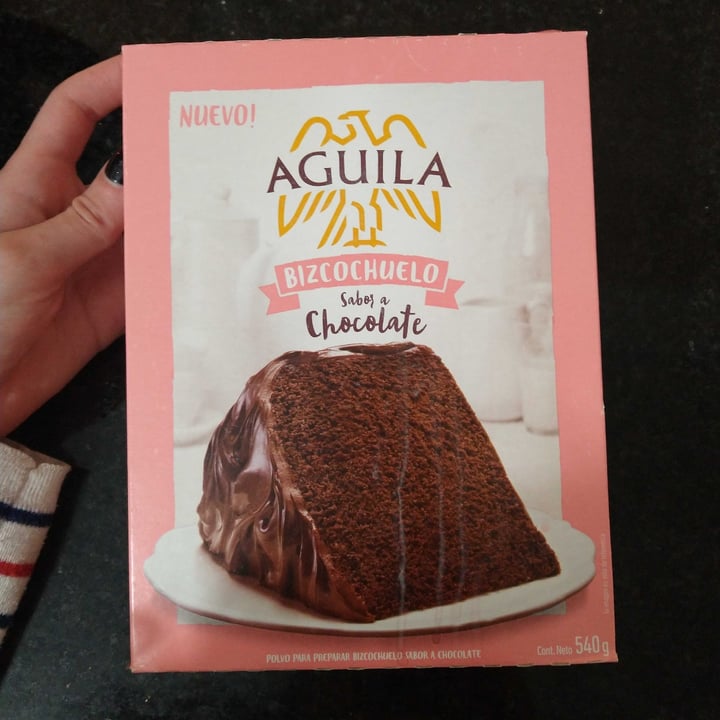 NUEVO!
AGUILA
BIZCOCHUELO
Sabor a
Chocolate
POLVO PARA PREPARAR BIZCOCHUELO SABOR A CHOCOLATE
Cont. Neto 540g